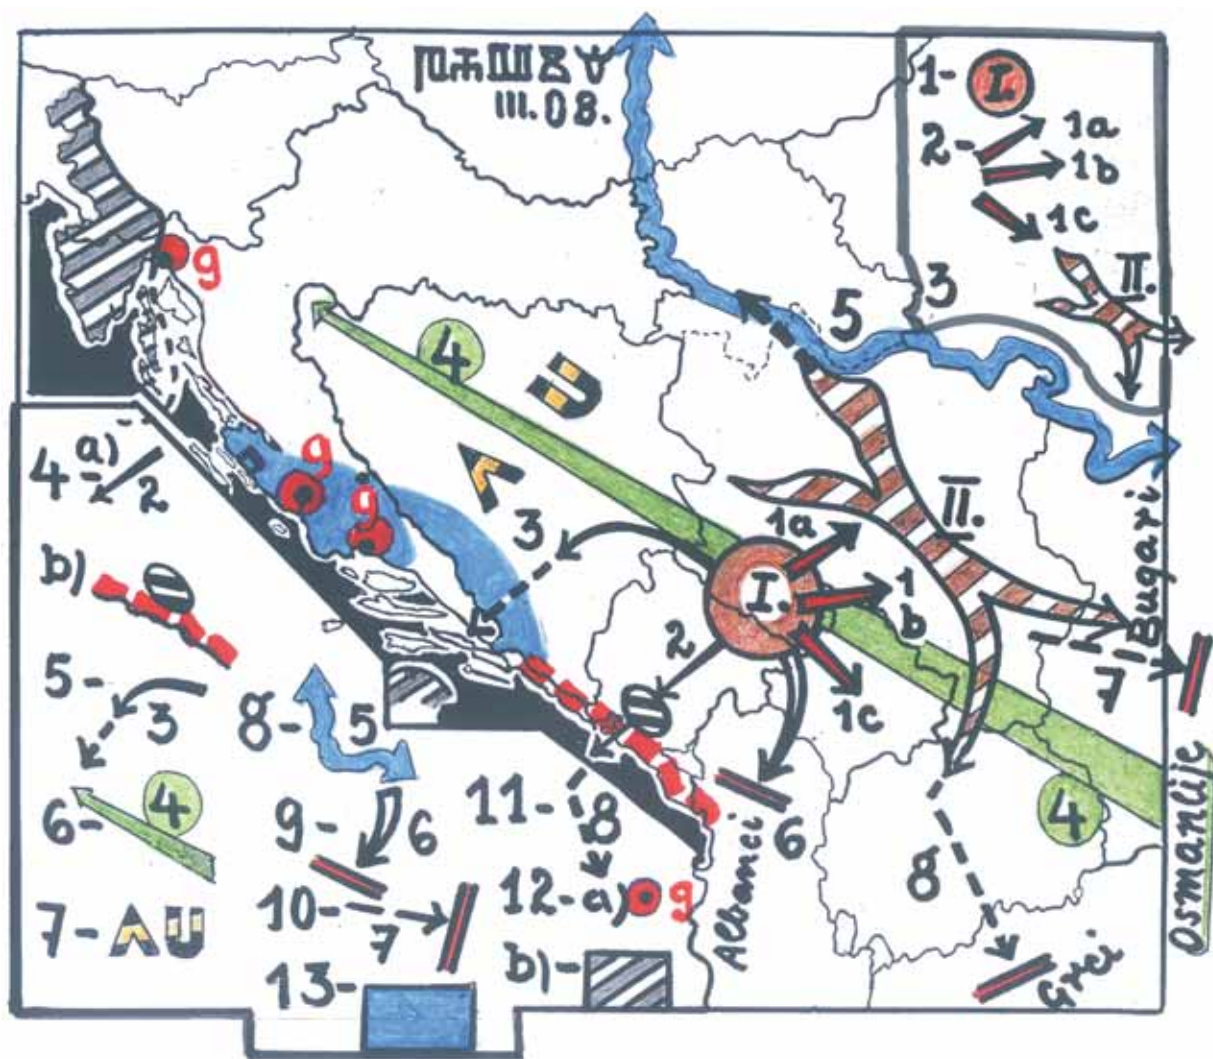 III.08.
1- I.
2- 1a
1b
1c
3 II.
g
4
5
g
g
3
1a
II.
I.
1
b
2
1c
7
Bugari
Osmanlije
6
Albanci
8
4
Grci
4 a) 2
b)
5- 3
6- 4
7-
8- 5
9- 6
10- 7
11- 8
12-a) g
b)-
13-